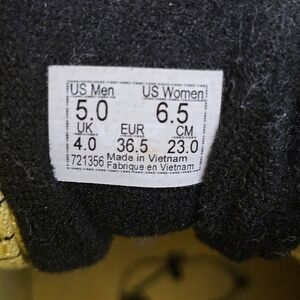 US Men US Women
5.0 6.5
UK EUR CM
4.0 36.5 23.0
721356 Made in Vietnam
Fabrique en Vietnam